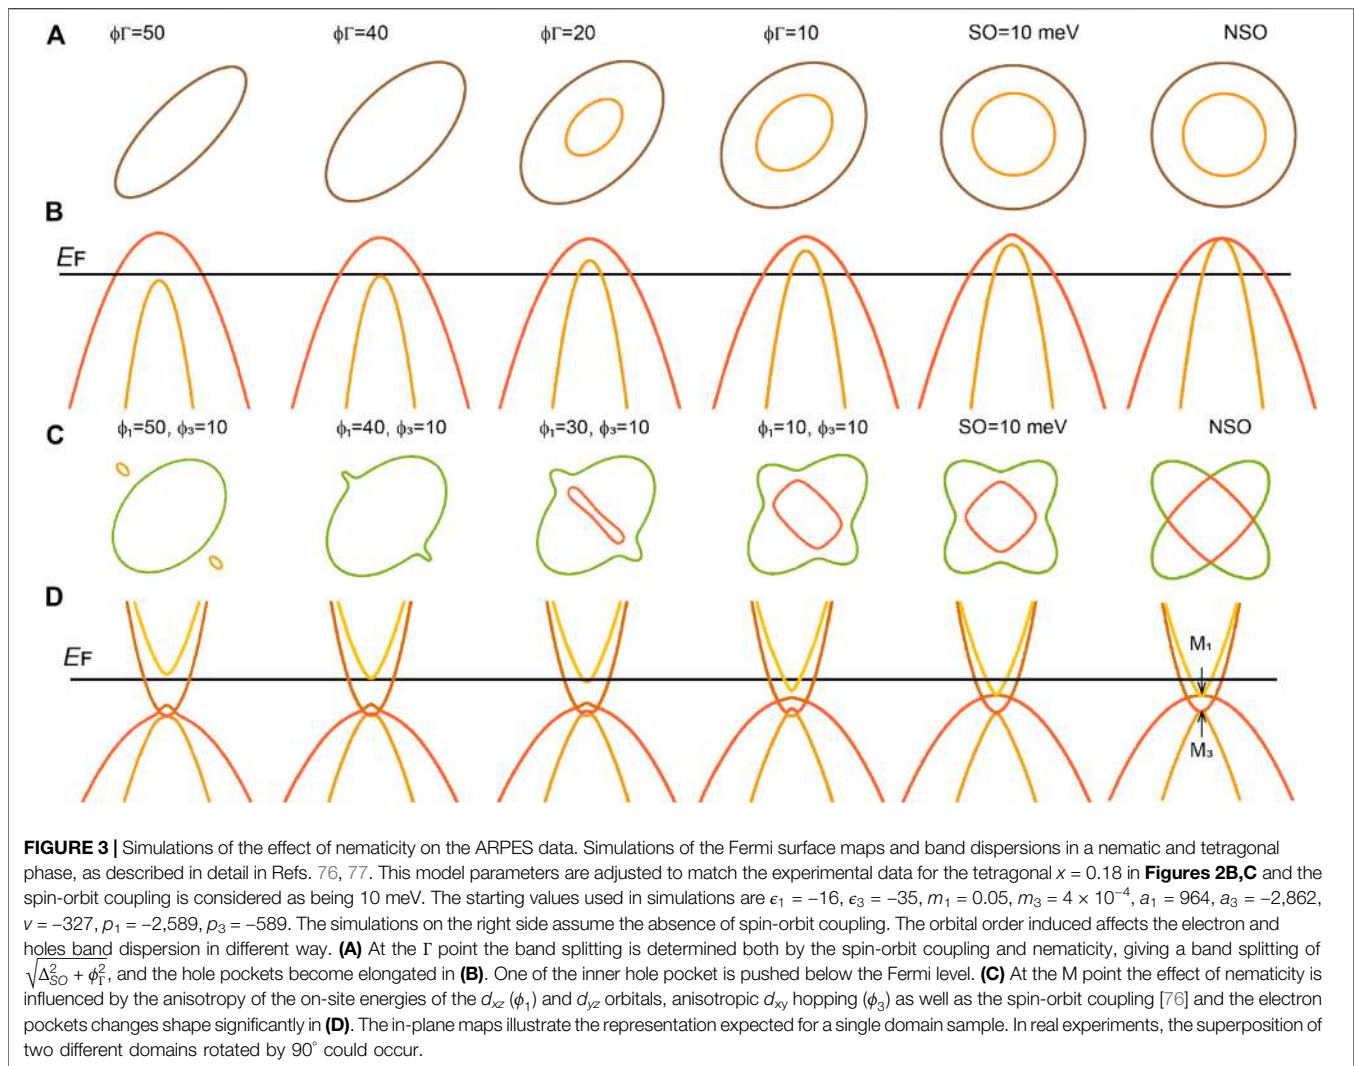 A ϕΓ=50 ϕΓ=40 ϕΓ=20 ϕΓ=10 SO=10 meV NSO
B
EF
C ϕ₁=50, ϕ₃=10 ϕ₁=40, ϕ₃=10 ϕ₁=30, ϕ₃=10 ϕ₁=10, ϕ₃=10 SO=10 meV NSO
D
EF
M₁
M₃
FIGURE 3 | Simulations of the effect of nematicity on the ARPES data. Simulations of the Fermi surface maps and band dispersions in a nematic and tetragonal
phase, as described in detail in Refs. 76, 77. This model parameters are adjusted to match the experimental data for the tetragonal x = 0.18 in Figures 2B,C and the
spin-orbit coupling is considered as being 10 meV. The starting values used in simulations are ϵ₁ = −16, ϵ₃ = −35, m₁ = 0.05, m₃ = 4 × 10⁻⁴, a₁ = 964, a₃ = −2,862,
v = −327, p₁ = −2,589, p₃ = −589. The simulations on the right side assume the absence of spin-orbit coupling. The orbital order induced affects the electron and
holes band dispersion in different way. (A) At the Γ point the band splitting is determined both by the spin-orbit coupling and nematicity, giving a band splitting of
√(Δ²_SO + ϕ²_Γ), and the hole pockets become elongated in (B). One of the inner hole pocket is pushed below the Fermi level. (C) At the M point the effect of nematicity is
influenced by the anisotropy of the on-site energies of the d_xz (ϕ₁) and d_yz orbitals, anisotropic d_xy hopping (ϕ₃) as well as the spin-orbit coupling [76] and the electron
pockets changes shape significantly in (D). The in-plane maps illustrate the representation expected for a single domain sample. In real experiments, the superposition of
two different domains rotated by 90° could occur.